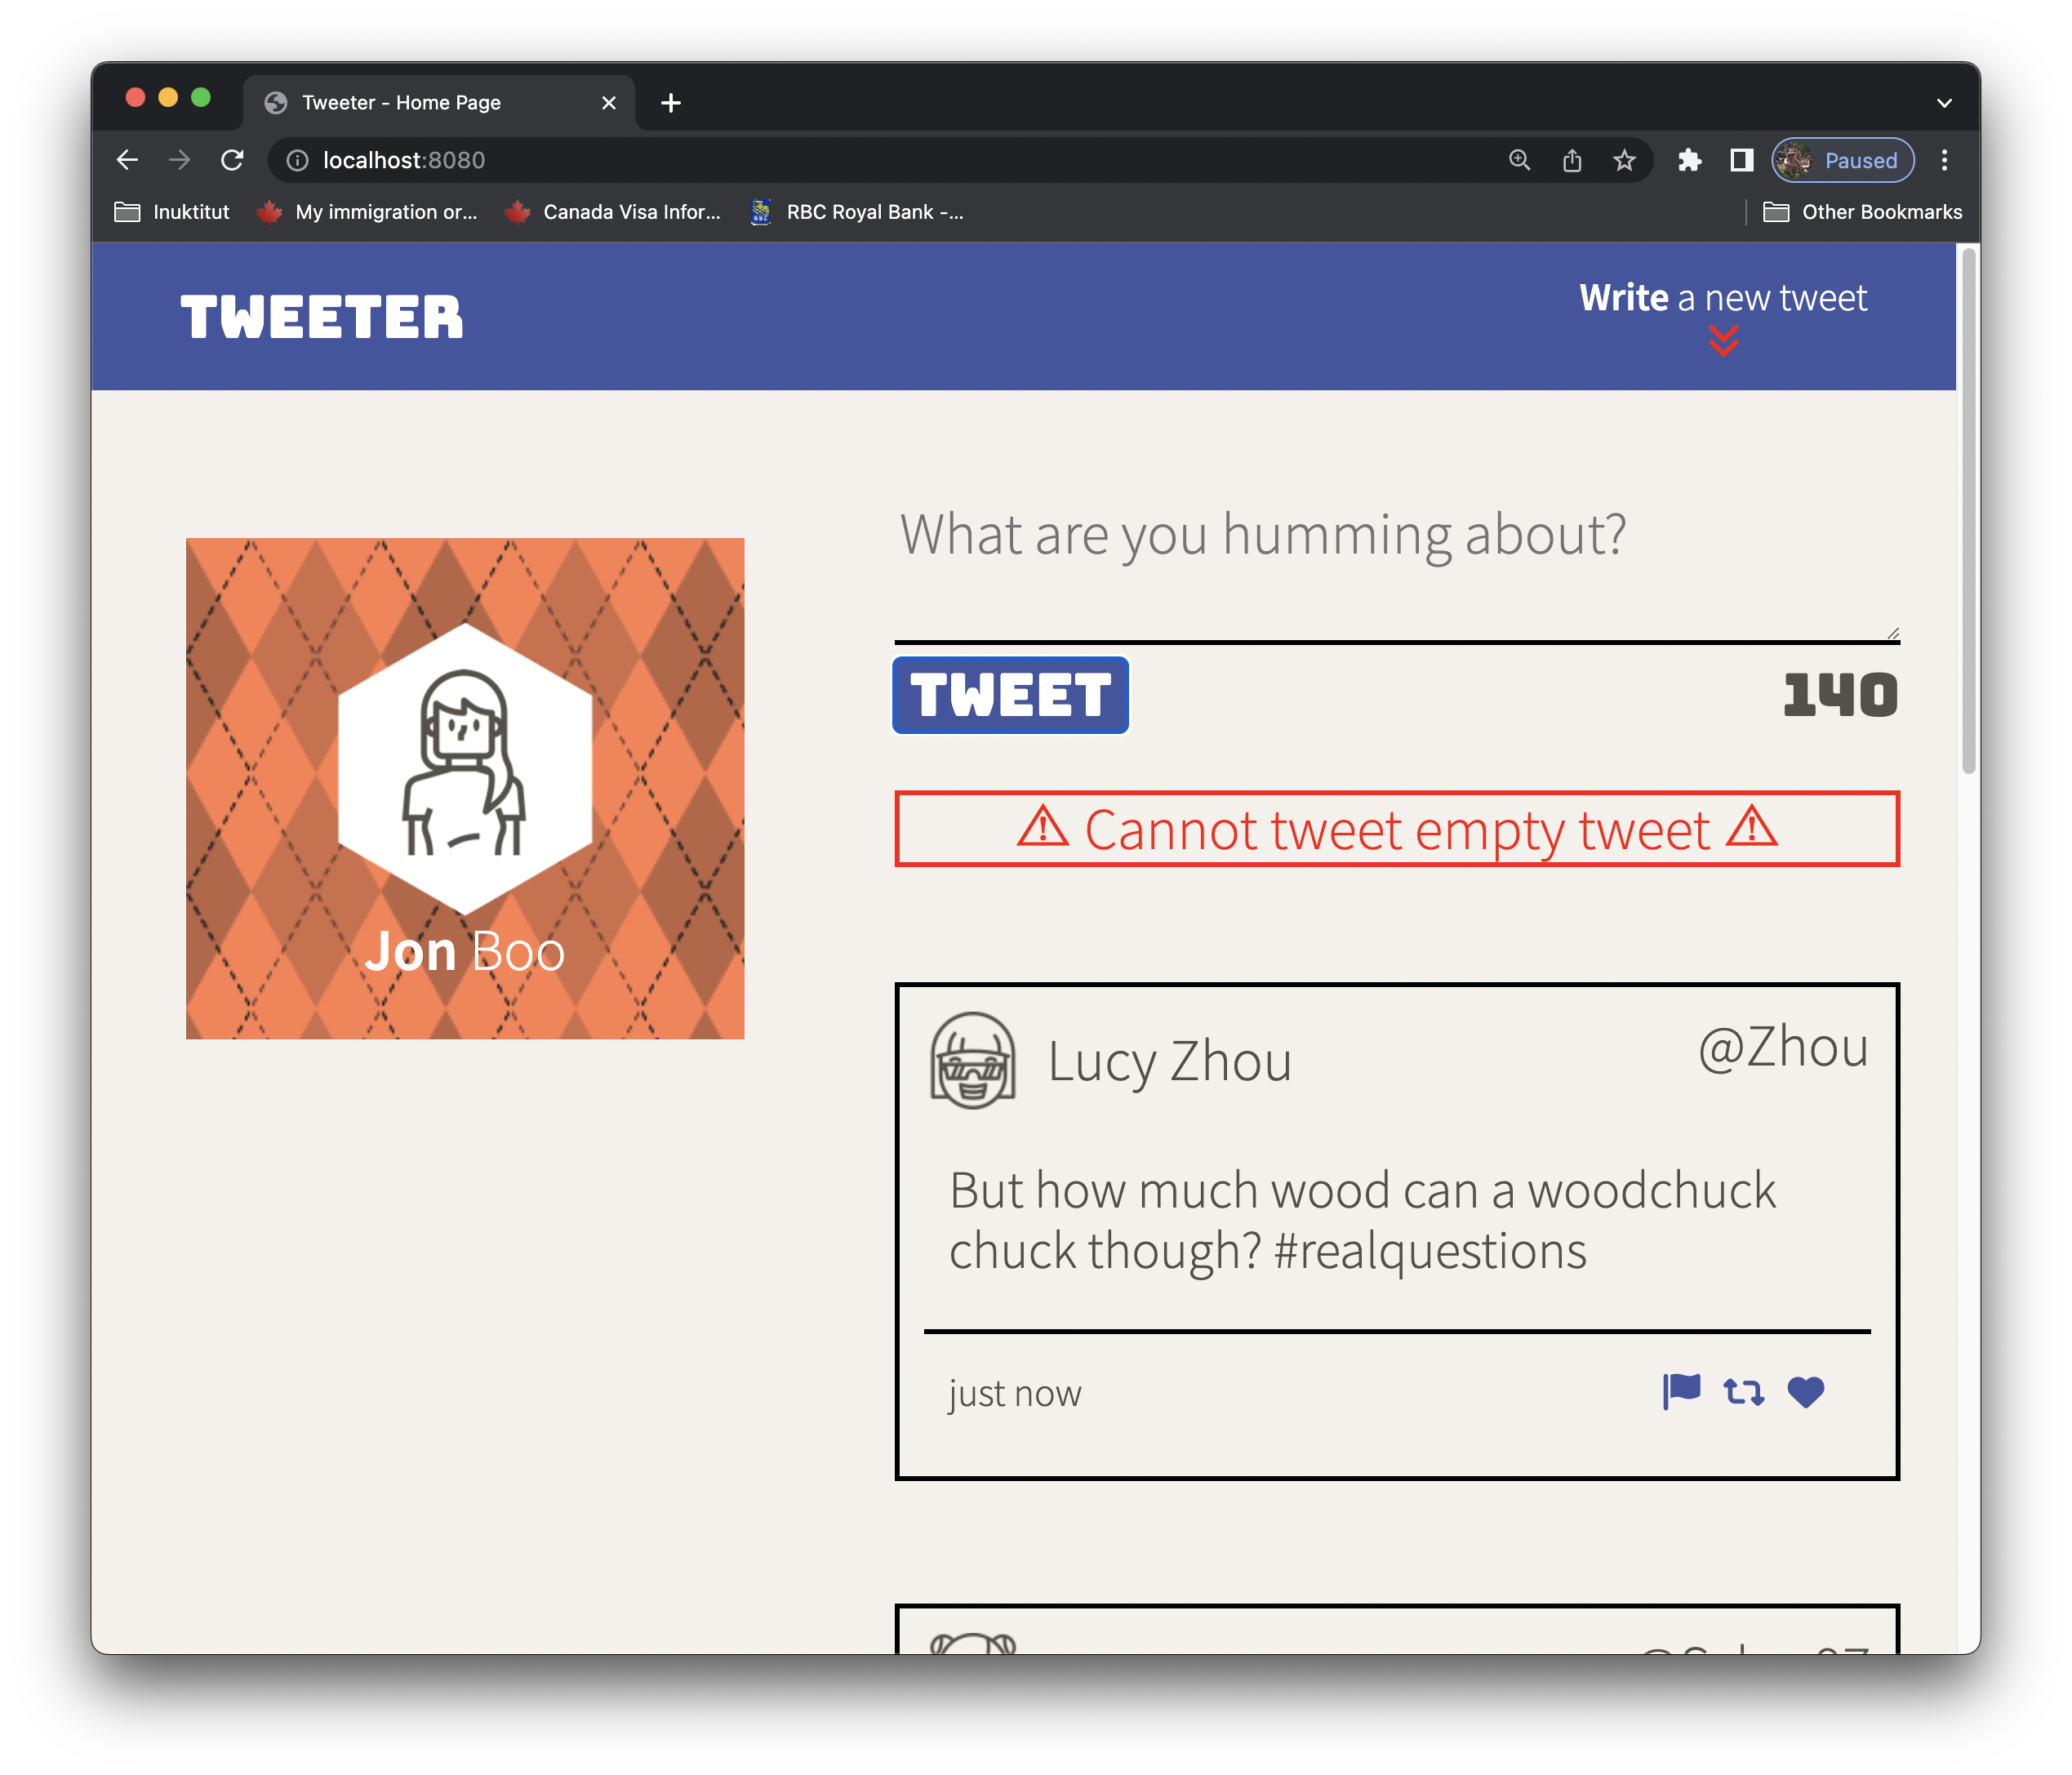 Tweeter - Home Page
localhost:8080
Paused
Inuktitut
My immigration or...
Canada Visa Infor...
RBC Royal Bank -...
Other Bookmarks
TWEETER
Write a new tweet
What are you humming about?
TWEET
140
⚠ Cannot tweet empty tweet ⚠
Jon Boo
Lucy Zhou
@Zhou
But how much wood can a woodchuck
chuck though? #realquestions
just now